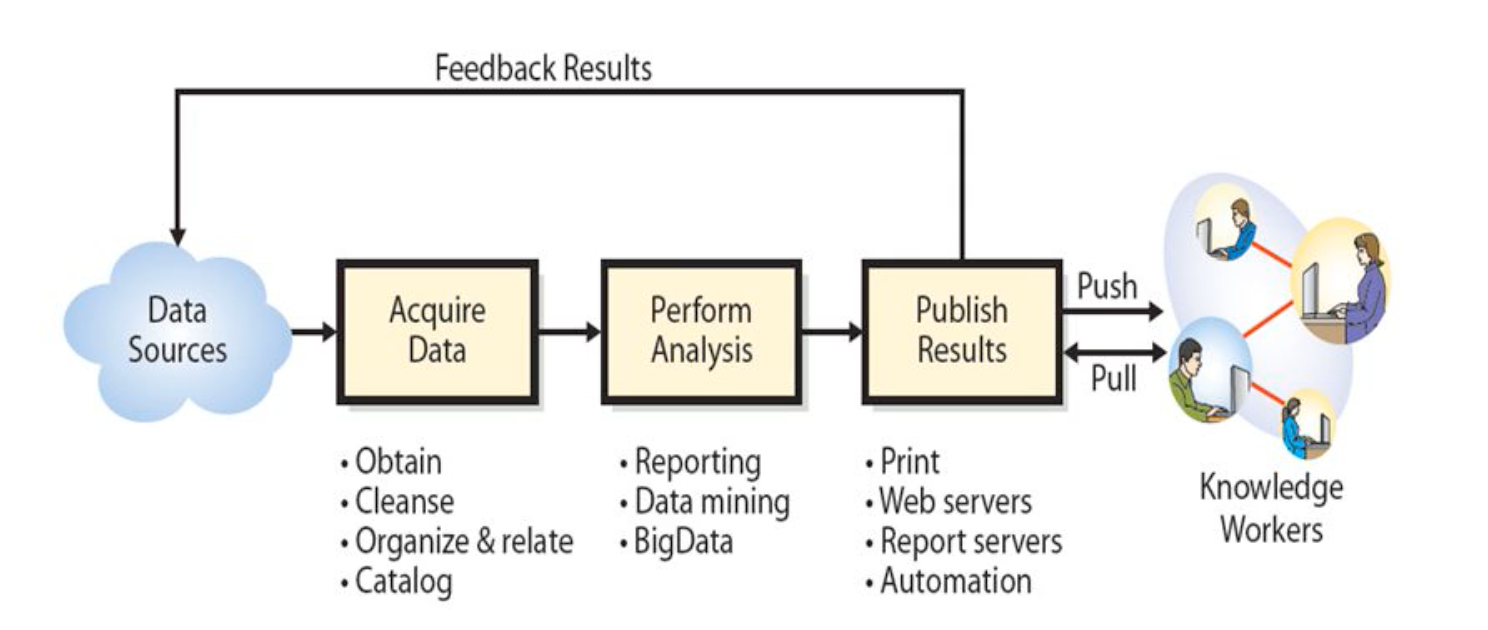 Feedback Results
Data
Sources
Acquire
Data
Perform
Analysis
Publish
Results
Push
Pull
• Obtain
• Cleanse
• Organize & relate
• Catalog
• Reporting
• Data mining
• BigData
• Print
• Web servers
• Report servers
• Automation
Knowledge
Workers